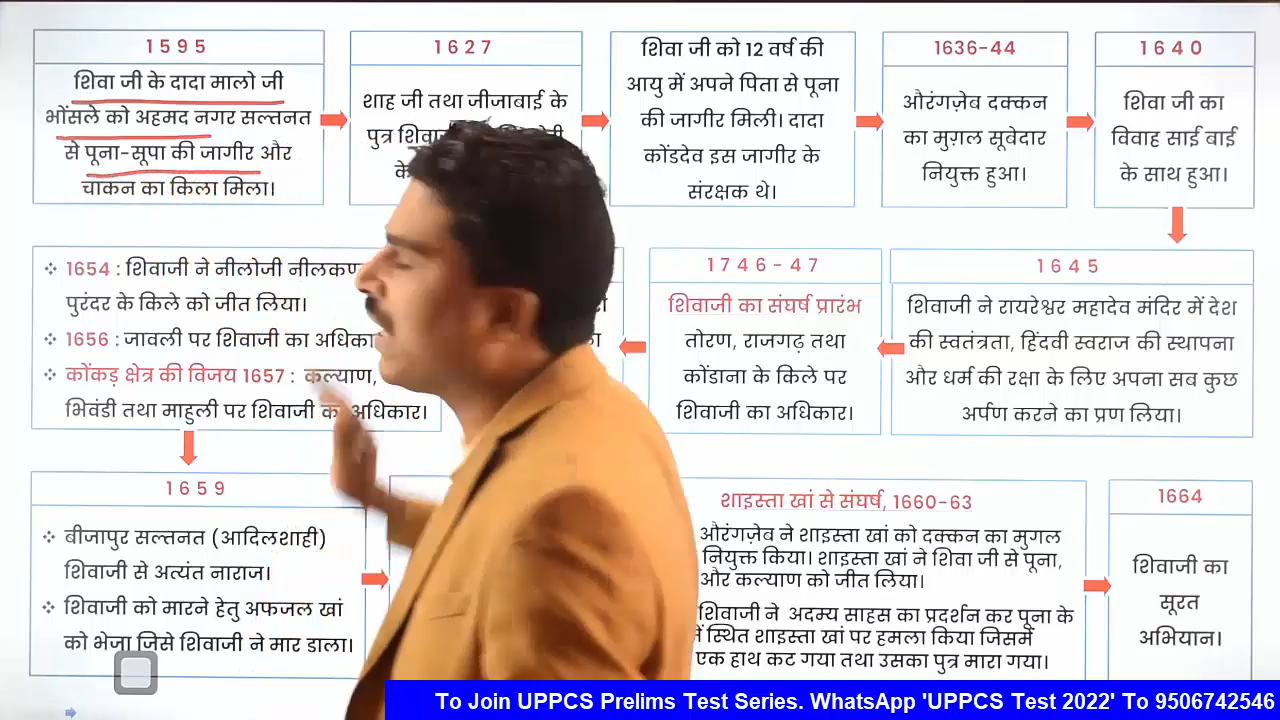 1595
शिवा जी के दादा मालो जी
भोंसले को अहमद नगर सल्तनत
से पूना-सूपा की जागीर और
चाकन का किला मिला।
1627
शाह जी तथा जीजाबाई के
पुत्र
के
शिवा जी को 12 वर्ष की
आयु में अपने पिता से पूना
की जागीर मिली। दादा
कोंडदेव इस जागीर के
संरक्षक थे।
1636-44
औरंगज़ेब दक्कन
का मुग़ल सूबेदार
नियुक्त हुआ।
1640
शिवा जी का
विवाह साई बाई
के साथ हुआ।
1645
शिवाजी ने रायरेश्वर महादेव मंदिर में देश
की स्वतंत्रता, हिंदवी स्वराज की स्थापना
और धर्म की रक्षा के लिए अपना सब कुछ
अर्पण करने का प्रण लिया।
1746-47
शिवाजी का संघर्ष प्रारंभ
तोरण, राजगढ़ तथा
कोंडाना के किले पर
शिवाजी का अधिकार।
❖ 1654 : शिवाजी ने नीलोजी
पुरंदर के किले को जीत लिया।
❖ 1656 : जावली पर शिवाजी का
❖ कोंकड़ क्षेत्र की विजय 1657 : कल्याण,
भिवंडी तथा माहुली पर शिवाजी का अधिकार।
1659
❖ बीजापुर सल्तनत (आदिलशाही)
शिवाजी से अत्यंत नाराज।
❖ शिवाजी को मारने हेतु अफजल खां
को भेजा जिसे शिवाजी ने मार डाला।
शाइस्ता खां से संघर्ष, 1660-63
औरंगज़ेब ने शाइस्ता खां को दक्कन का मुगल
नियुक्त किया। शाइस्ता खां ने शिवा जी से पूना,
और कल्याण को जीत लिया।
शिवाजी ने अदम्य साहस का प्रदर्शन कर पूना के
में स्थित शाइस्ता खां पर हमला किया जिसमें
एक हाथ कट गया तथा उसका पुत्र मारा गया।
1664
शिवाजी का
सूरत
अभियान।
To Join UPPCS Prelims Test Series. WhatsApp 'UPPCS Test 2022' To 9506742546